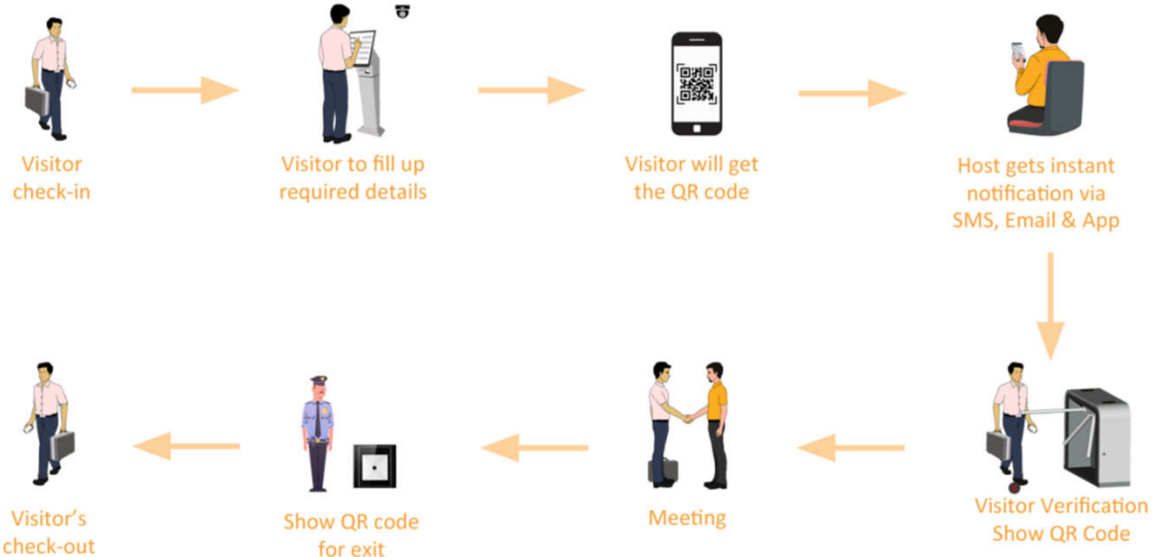 Visitor
check-in
Visitor to fill up
required details
Visitor will get
the QR code
Host gets instant
notification via
SMS, Email & App
Visitor Verification
Show QR Code
Meeting
Show QR code
for exit
Visitor's
check-out